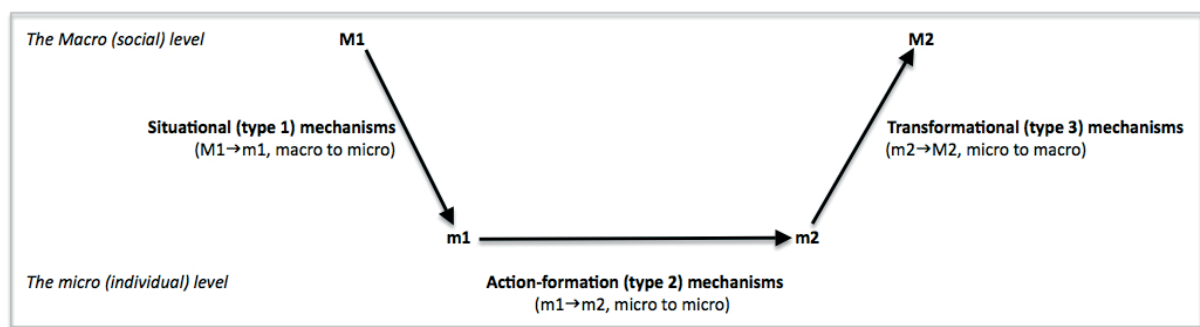 The Macro (social) level
M1
M2
Situational (type 1) mechanisms
(M1→m1, macro to micro)
Transformational (type 3) mechanisms
(m2→M2, micro to macro)
m1
m2
The micro (individual) level
Action-formation (type 2) mechanisms
(m1→m2, micro to micro)